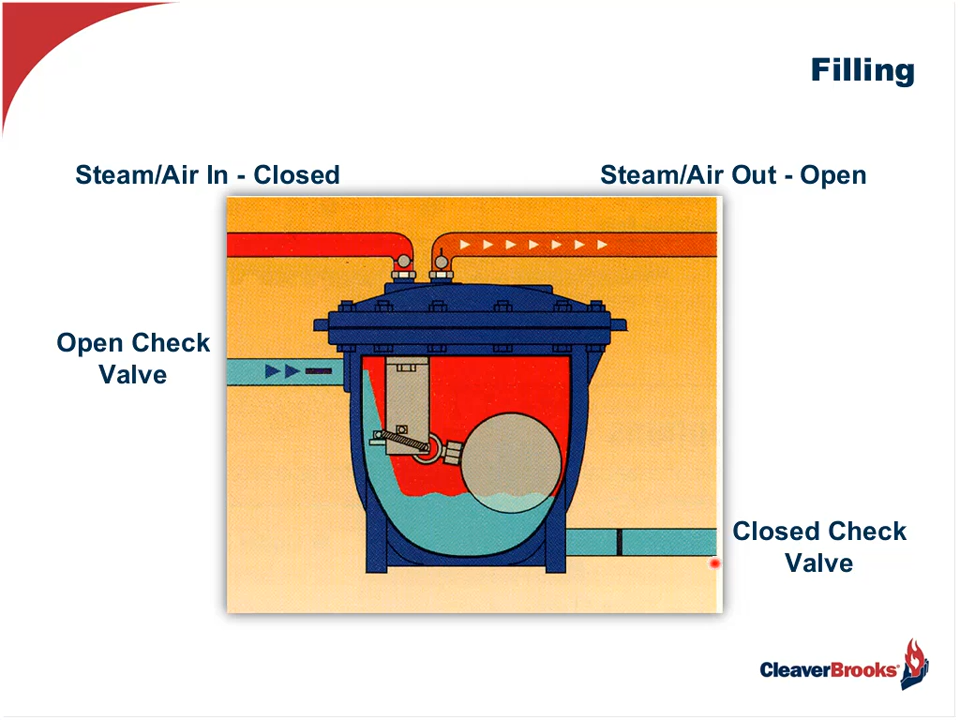 Filling
Steam/Air In - Closed
Steam/Air Out - Open
Open Check
Valve
Closed Check
Valve
CleaverBrooks®